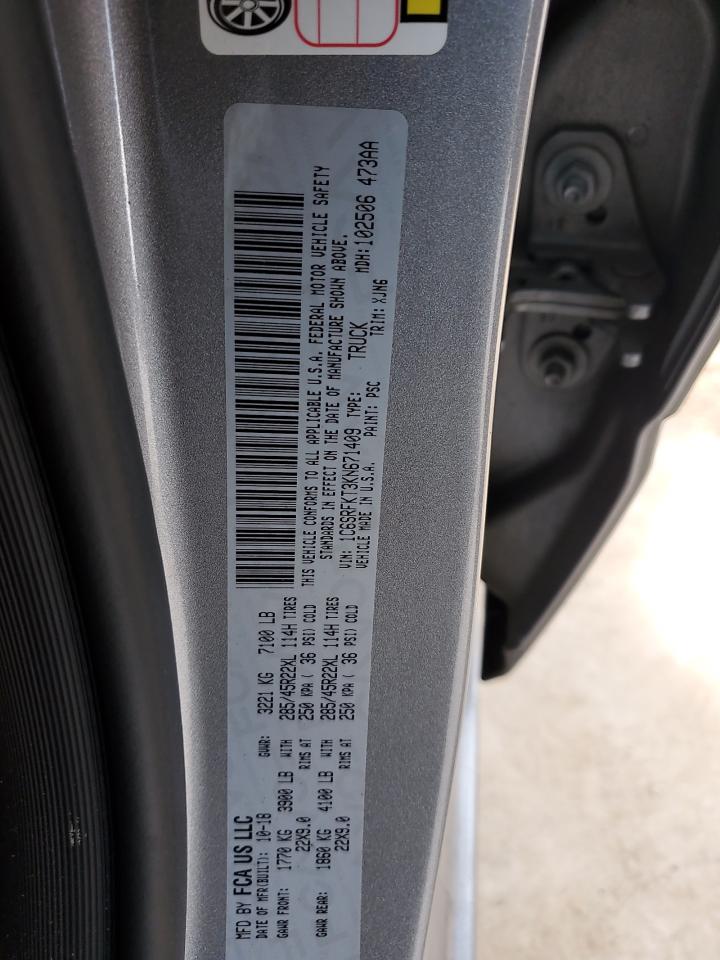 MFD BY FCA US LLC
DATE OF MFR(BUILT): 10-18 GVWR: 3221 KG 7100 LB
GAWR FRONT: 1770 KG 3900 LB WITH 285/45R22XL 114H TIRES
22X9.0 RIMS AT 250 KPA ( 36 PSI) COLD
GAWR REAR: 1860 KG 4100 LB WITH 285/45R22XL 114H TIRES
22X9.0 RIMS AT 250 KPA ( 36 PSI) COLD
THIS VEHICLE CONFORMS TO ALL APPLICABLE U.S.A. FEDERAL MOTOR VEHICLE SAFETY
STANDARDS IN EFFECT ON THE DATE OF MANUFACTURE SHOWN ABOVE.
VIN: 1C6SRFKT3KN671409 TYPE: TRUCK MDH:102506 473AA
VEHICLE MADE IN U.S.A. PAINT: PSC TRIM: XJN6